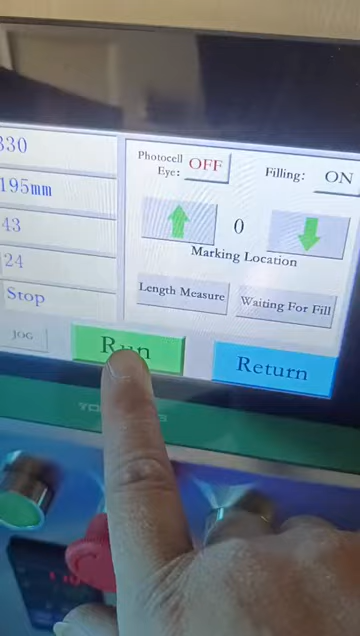 330
195mm
43
24
Stop
Photocell
Eye: OFF
Filling: ON
0
Marking Location
Length Measure
Waiting For Fill
JOG
Run
Return